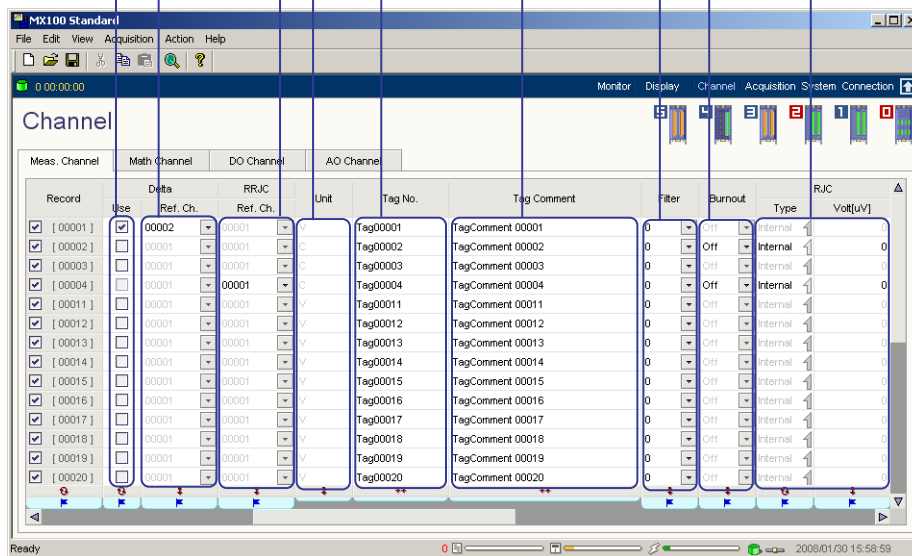 MX100 Standard
File Edit View Acquisition Action Help
0 00:00:00 Monitor Display Channel Acquisition System Connection
5 4 3 2 1 0
Channel
Meas. Channel Math Channel DO Channel AO Channel
Record Delta RRJC Unit Tag No. Tag Comment Filter Burnout RJC
Use Ref. Ch. Ref. Ch. Type Volt[uV]
[ 00001 ] 00002 00001 V Tag00001 TagComment 00001 0 Off Internal 0
[ 00002 ] 00001 00001 C Tag00002 TagComment 00002 0 Off Internal 0
[ 00003 ] 00001 00001 C Tag00003 TagComment 00003 0 Off Internal 0
[ 00004 ] 00001 00001 C Tag00004 TagComment 00004 0 Off Internal 0
[ 00011 ] 00001 00001 V Tag00011 TagComment 00011 0 Off Internal 0
[ 00012 ] 00001 00001 V Tag00012 TagComment 00012 0 Off Internal 0
[ 00013 ] 00001 00001 V Tag00013 TagComment 00013 0 Off Internal 0
[ 00014 ] 00001 00001 V Tag00014 TagComment 00014 0 Off Internal 0
[ 00015 ] 00001 00001 V Tag00015 TagComment 00015 0 Off Internal 0
[ 00016 ] 00001 00001 V Tag00016 TagComment 00016 0 Off Internal 0
[ 00017 ] 00001 00001 V Tag00017 TagComment 00017 0 Off Internal 0
[ 00018 ] 00001 00001 V Tag00018 TagComment 00018 0 Off Internal 0
[ 00019 ] 00001 00001 V Tag00019 TagComment 00019 0 Off Internal 0
[ 00020 ] 00001 00001 V Tag00020 TagComment 00020 0 Off Internal 0
Ready 0 2008/01/30 15:58:59